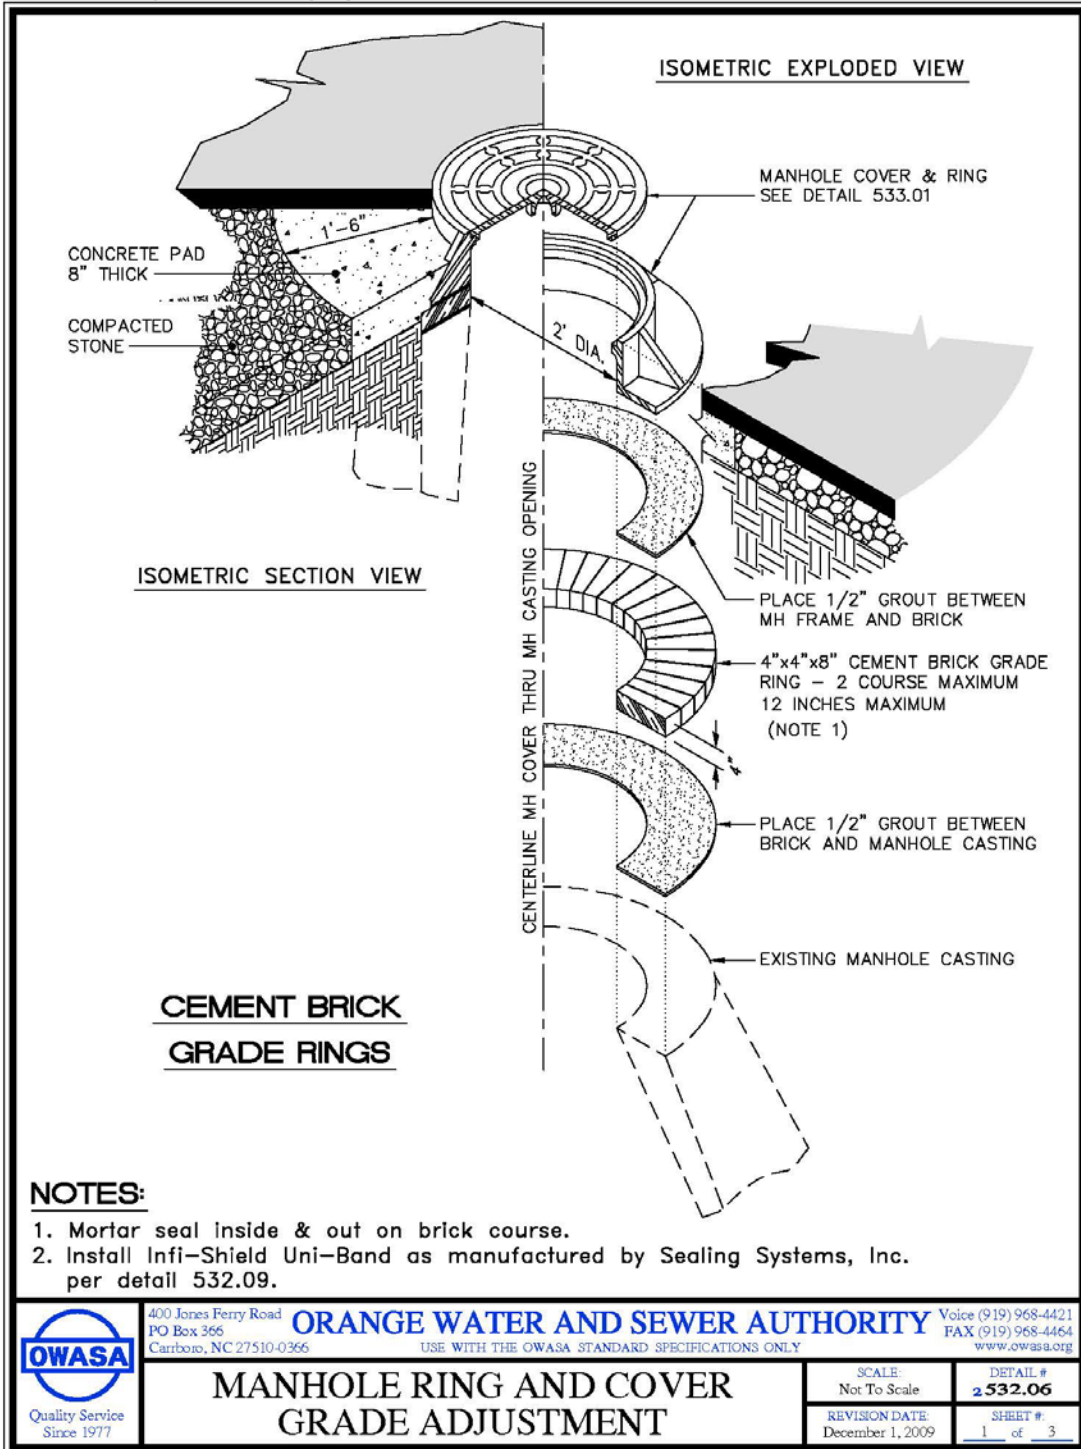 ISOMETRIC EXPLODED VIEW
MANHOLE COVER & RING
SEE DETAIL 533.01
1'-6"
CONCRETE PAD
8" THICK
COMPACTED
STONE
2' DIA.
ISOMETRIC SECTION VIEW
CENTERLINE MH COVER THRU MH CASTING OPENING
PLACE 1/2" GROUT BETWEEN
MH FRAME AND BRICK
4"x4"x8" CEMENT BRICK GRADE
RING – 2 COURSE MAXIMUM
12 INCHES MAXIMUM
(NOTE 1)
4"
PLACE 1/2" GROUT BETWEEN
BRICK AND MANHOLE CASTING
EXISTING MANHOLE CASTING
CEMENT BRICK
GRADE RINGS
NOTES:
1. Mortar seal inside & out on brick course.
2. Install Infi–Shield Uni–Band as manufactured by Sealing Systems, Inc.
per detail 532.09.
OWASA
Quality Service
Since 1977
400 Jones Ferry Road
PO Box 366
Carrboro, NC 27510-0366
ORANGE WATER AND SEWER AUTHORITY
USE WITH THE OWASA STANDARD SPECIFICATIONS ONLY
Voice (919) 968-4421
FAX (919) 968-4464
www.owasa.org
MANHOLE RING AND COVER
GRADE ADJUSTMENT
SCALE:
Not To Scale
DETAIL #
2 532.06
REVISION DATE:
December 1, 2009
SHEET #:
1 of 3